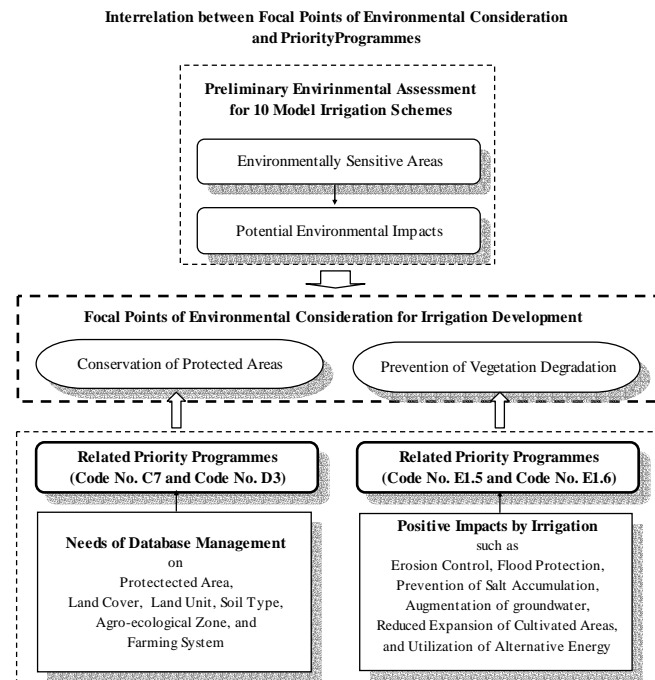 Interrelation between Focal Points of Environmental Consideration
and PriorityProgrammes
Preliminary Envirinmental Assessment
for 10 Model Irrigation Schemes
Environmentally Sensitive Areas
Potential Environmental Impacts
Focal Points of Environmental Consideration for Irrigation Development
Conservation of Protected Areas
Prevention of Vegetation Degradation
Related Priority Programmes
(Code No. C7 and Code No. D3)
Related Priority Programmes
(Code No. E1.5 and Code No. E1.6)
Needs of Database Management
on
Protectected Area,
Land Cover, Land Unit, Soil Type,
Agro-ecological Zone, and
Farming System
Positive Impacts by Irrigation
such as
Erosion Control, Flood Protection,
Prevention of Salt Accumulation,
Augmentation of groundwater,
Reduced Expansion of Cultivated Areas,
and Utilization of Alternative Energy